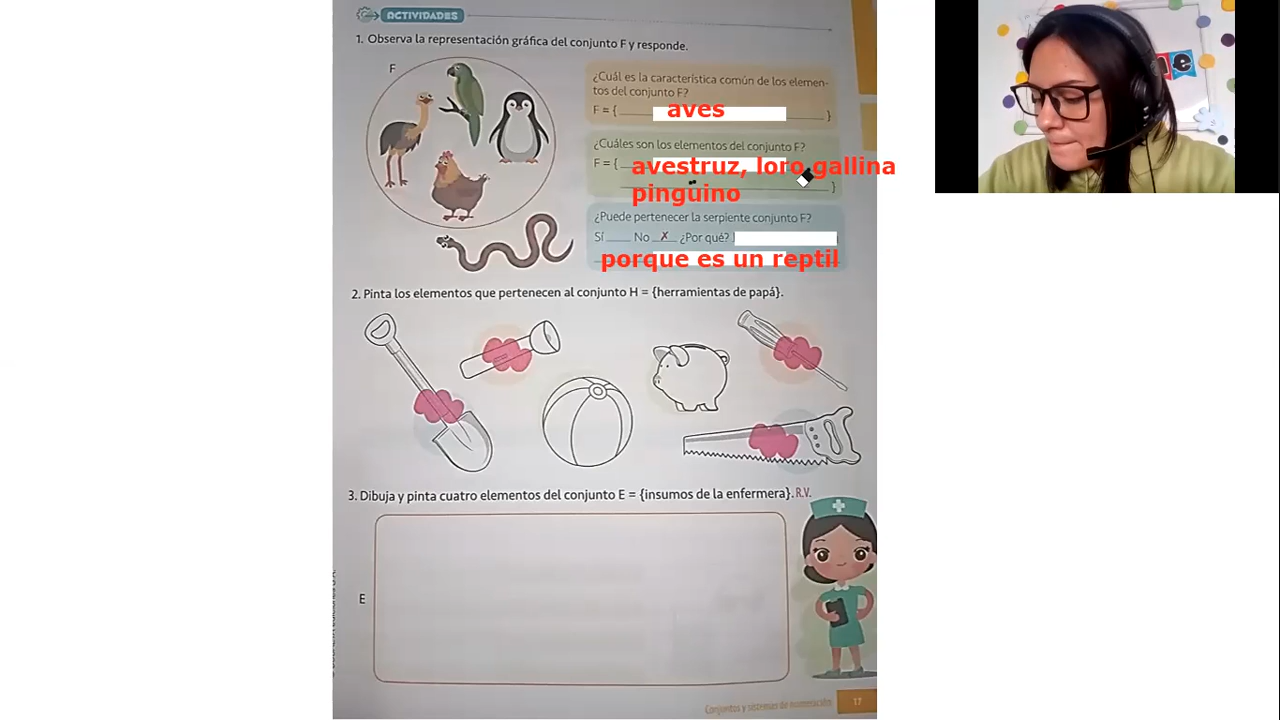 ACTIVIDADES
1. Observa la representación gráfica del conjunto F y responde.
F
¿Cuál es la característica común de los elemen-
tos del conjunto F?
F = { aves }
¿Cuáles son los elementos del conjunto F?
F = { avestruz, loro gallina
pingüino }
¿Puede pertenecer la serpiente conjunto F?
Sí ____ No _X_ ¿Por qué?
porque es un reptil
2. Pinta los elementos que pertenecen al conjunto H = {herramientas de papá}.
3. Dibuja y pinta cuatro elementos del conjunto E = {insumos de la enfermera}. R.V.
E
Conjuntos y sistemas de numeración 17